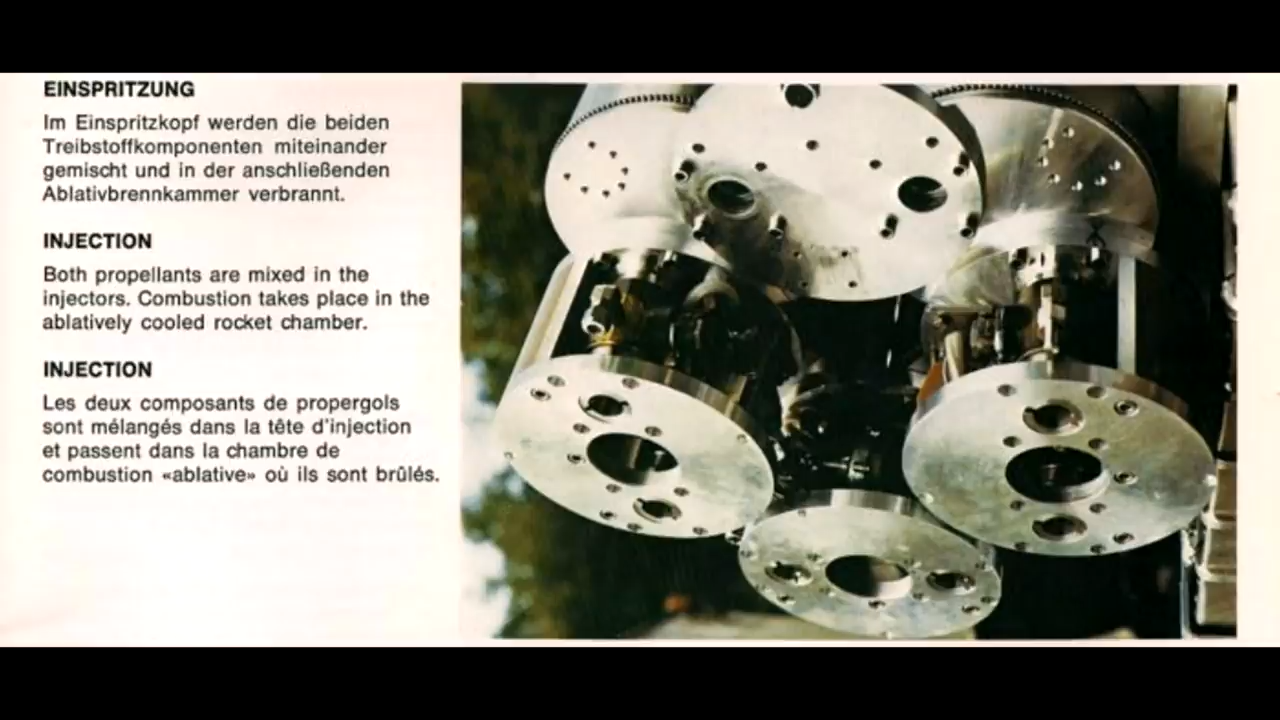 EINSPRITZUNG
Im Einspritzkopf werden die beiden
Treibstoffkomponenten miteinander
gemischt und in der anschließenden
Ablativbrennkammer verbrannt.
INJECTION
Both propellants are mixed in the
injectors. Combustion takes place in the
ablatively cooled rocket chamber.
INJECTION
Les deux composants de propergols
sont mélangés dans la tête d'injection
et passent dans la chambre de
combustion «ablative» où ils sont brûlés.